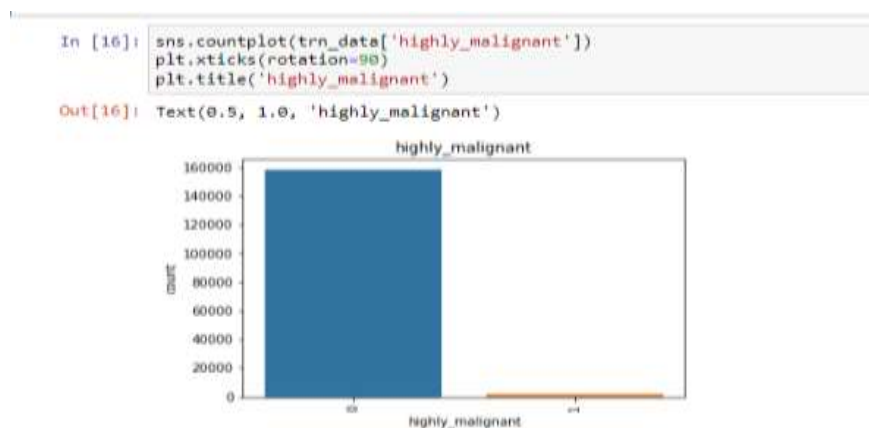 In [16]: sns.countplot(trn_data['highly_malignant'])
plt.xticks(rotation=90)
plt.title('highly_malignant')
Out[16]: Text(0.5, 1.0, 'highly_malignant')
highly_malignant
160000
140000
120000
100000
80000
60000
40000
20000
0
count
0
1
highly_malignant